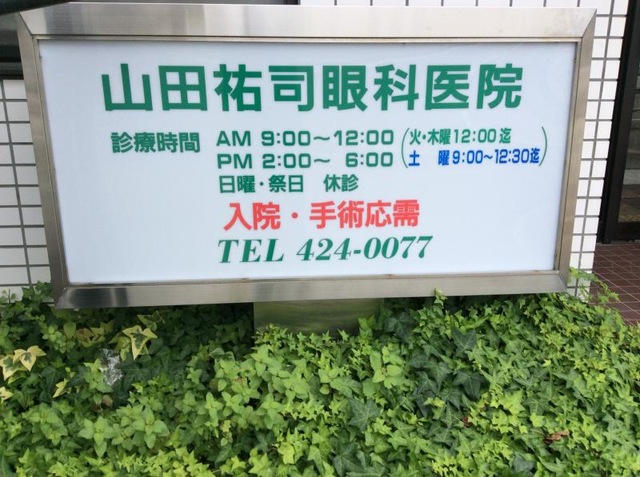 山田祐司眼科医院
診療時間 AM 9:00～12:00 (火・木曜12:00迄
PM 2:00～ 6:00 土 曜9:00～12:30迄)
日曜・祭日 休診
入院・手術応需
TEL 424-0077